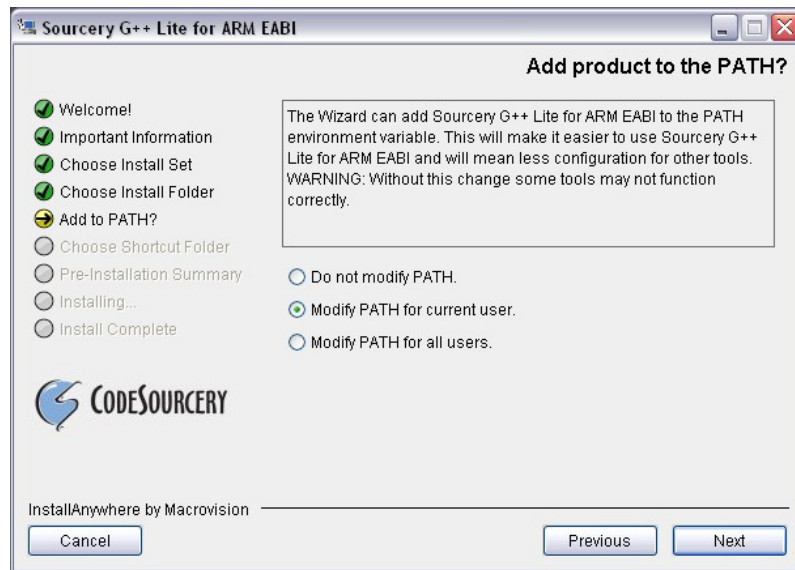 Sourcery G++ Lite for ARM EABI
Add product to the PATH?
Welcome!
Important Information
Choose Install Set
Choose Install Folder
Add to PATH?
Choose Shortcut Folder
Pre-Installation Summary
Installing...
Install Complete
The Wizard can add Sourcery G++ Lite for ARM EABI to the PATH
environment variable. This will make it easier to use Sourcery G++
Lite for ARM EABI and will mean less configuration for other tools.
WARNING: Without this change some tools may not function
correctly.
Do not modify PATH.
Modify PATH for current user.
Modify PATH for all users.
CODESOURCERY
InstallAnywhere by Macrovision
Cancel
Previous
Next